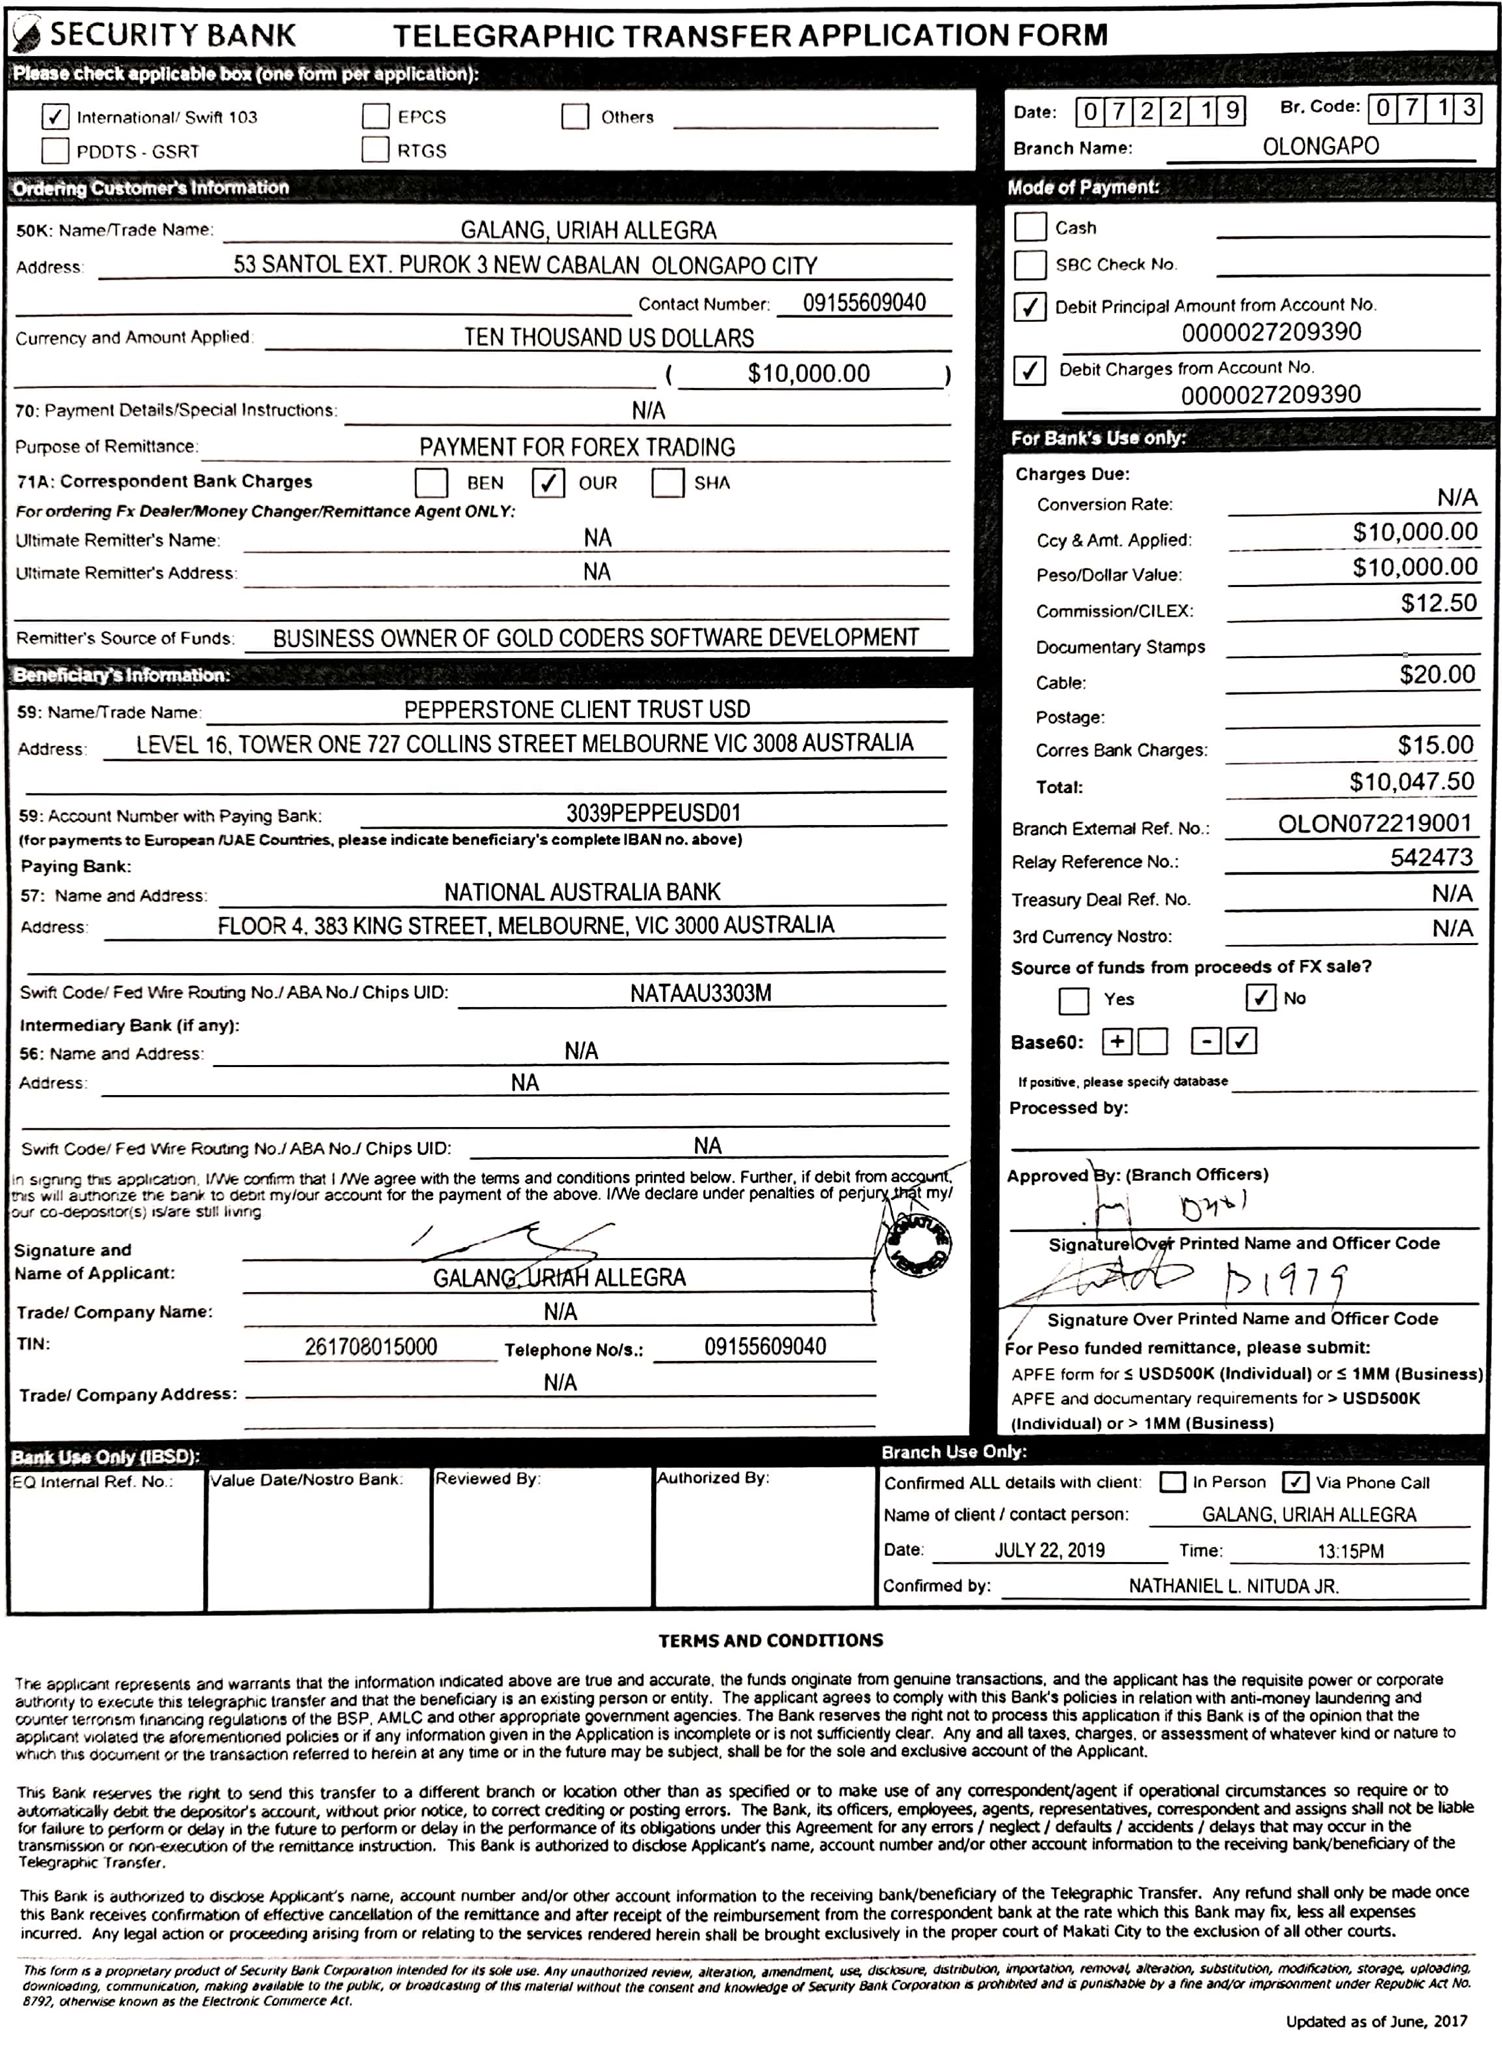 SECURITY BANK TELEGRAPHIC TRANSFER APPLICATION FORM
Please check applicable box (one form per application):
✓ International/ Swift 103 EPCS Others
PDDTS - GSRT RTGS
Date: 072219 Br. Code: 0713
Branch Name: OLONGAPO
Ordering Customer's Information
50K: Name/Trade Name: GALANG, URIAH ALLEGRA
Address: 53 SANTOL EXT. PUROK 3 NEW CABALAN OLONGAPO CITY
Contact Number: 09155609040
Currency and Amount Applied: TEN THOUSAND US DOLLARS
( $10,000.00 )
70: Payment Details/Special Instructions: N/A
Purpose of Remittance: PAYMENT FOR FOREX TRADING
71A: Correspondent Bank Charges BEN ✓ OUR SHA
For ordering Fx Dealer/Money Changer/Remittance Agent ONLY:
Ultimate Remitter's Name: NA
Ultimate Remitter's Address: NA
Remitter's Source of Funds: BUSINESS OWNER OF GOLD CODERS SOFTWARE DEVELOPMENT
Beneficiary's Information:
59: Name/Trade Name: PEPPERSTONE CLIENT TRUST USD
Address: LEVEL 16, TOWER ONE 727 COLLINS STREET MELBOURNE VIC 3008 AUSTRALIA
59: Account Number with Paying Bank: 3039PEPPEUSD01
(for payments to European /UAE Countries, please indicate beneficiary's complete IBAN no. above)
Paying Bank:
57: Name and Address: NATIONAL AUSTRALIA BANK
Address: FLOOR 4, 383 KING STREET, MELBOURNE, VIC 3000 AUSTRALIA
Swift Code/ Fed Wire Routing No./ ABA No./ Chips UID: NATAAU3303M
Intermediary Bank (if any):
56: Name and Address: N/A
Address: NA
Swift Code/ Fed Wire Routing No./ ABA No./ Chips UID: NA
In signing this application, I/We confirm that I /We agree with the terms and conditions printed below. Further, if debit from account,
this will authorize the bank to debit my/our account for the payment of the above. I/We declare under penalties of perjury that my/
our co-depositor(s) is/are still living
SIGNATURE VERIFIED
Signature and
Name of Applicant: GALANG, URIAH ALLEGRA
Trade/ Company Name: N/A
TIN: 261708015000 Telephone No/s.: 09155609040
Trade/ Company Address: N/A
Mode of Payment:
Cash
SBC Check No.
✓ Debit Principal Amount from Account No.
0000027209390
✓ Debit Charges from Account No.
0000027209390
For Bank's Use only:
Charges Due:
Conversion Rate: N/A
Ccy & Amt. Applied: $10,000.00
Peso/Dollar Value: $10,000.00
Commission/CILEX: $12.50
Documentary Stamps
Cable: $20.00
Postage:
Corres Bank Charges: $15.00
Total: $10,047.50
Branch External Ref. No.: OLON072219001
Relay Reference No.: 542473
Treasury Deal Ref. No. N/A
3rd Currency Nostro: N/A
Source of funds from proceeds of FX sale?
Yes ✓ No
Base60: + - ✓
If positive, please specify database
Processed by:
Approved By: (Branch Officers)
Signature Over Printed Name and Officer Code
D1979
Signature Over Printed Name and Officer Code
For Peso funded remittance, please submit:
APFE form for ≤ USD500K (Individual) or ≤ 1MM (Business)
APFE and documentary requirements for > USD500K
(Individual) or > 1MM (Business)
Bank Use Only (IBSD):
EQ Internal Ref. No.: Value Date/Nostro Bank: Reviewed By: Authorized By:
Branch Use Only:
Confirmed ALL details with client: In Person ✓ Via Phone Call
Name of client / contact person: GALANG, URIAH ALLEGRA
Date: JULY 22, 2019 Time: 13:15PM
Confirmed by: NATHANIEL L. NITUDA JR.
TERMS AND CONDITIONS
The applicant represents and warrants that the information indicated above are true and accurate, the funds originate from genuine transactions, and the applicant has the requisite power or corporate
authority to execute this telegraphic transfer and that the beneficiary is an existing person or entity. The applicant agrees to comply with this Bank's policies in relation with anti-money laundering and
counter terrorism financing regulations of the BSP, AMLC and other appropriate government agencies. The Bank reserves the right not to process this application if this Bank is of the opinion that the
applicant violated the aforementioned policies or if any information given in the Application is incomplete or is not sufficiently clear. Any and all taxes, charges, or assessment of whatever kind or nature to
which this document or the transaction referred to herein at any time or in the future may be subject, shall be for the sole and exclusive account of the Applicant.
This Bank reserves the right to send this transfer to a different branch or location other than as specified or to make use of any correspondent/agent if operational circumstances so require or to
automatically debit the depositor's account, without prior notice, to correct crediting or posting errors. The Bank, its officers, employees, agents, representatives, correspondent and assigns shall not be liable
for failure to perform or delay in the future to perform or delay in the performance of its obligations under this Agreement for any errors / neglect / defaults / accidents / delays that may occur in the
transmission or non-execution of the remittance instruction. This Bank is authorized to disclose Applicant's name, account number and/or other account information to the receiving bank/beneficiary of the
Telegraphic Transfer.
This Bank is authorized to disclose Applicant's name, account number and/or other account information to the receiving bank/beneficiary of the Telegraphic Transfer. Any refund shall only be made once
this Bank receives confirmation of effective cancellation of the remittance and after receipt of the reimbursement from the correspondent bank at the rate which this Bank may fix, less all expenses
incurred. Any legal action or proceeding arising from or relating to the services rendered herein shall be brought exclusively in the proper court of Makati City to the exclusion of all other courts.
This form is a proprietary product of Security Bank Corporation intended for its sole use. Any unauthorized review, alteration, amendment, use, disclosure, distribution, importation, removal, alteration, substitution, modification, storage, uploading,
downloading, communication, making available to the public, or broadcasting of this material without the consent and knowledge of Security Bank Corporation is prohibited and is punishable by a fine and/or imprisonment under Republic Act No.
8792, otherwise known as the Electronic Commerce Act.
Updated as of June, 2017